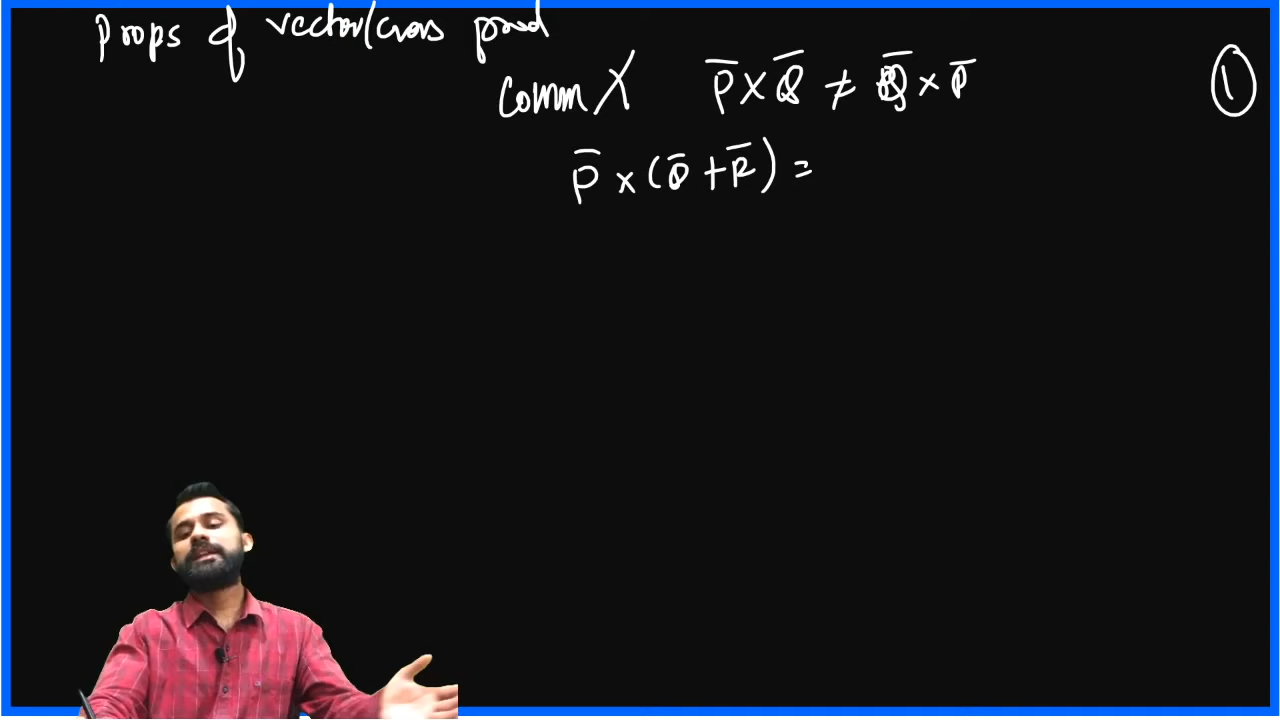 Props of vector/cross prod
Comm X P̅ × Q̅ ≠ Q̅ × P̅ 1
P̅ × (Q̅ + R̅) =